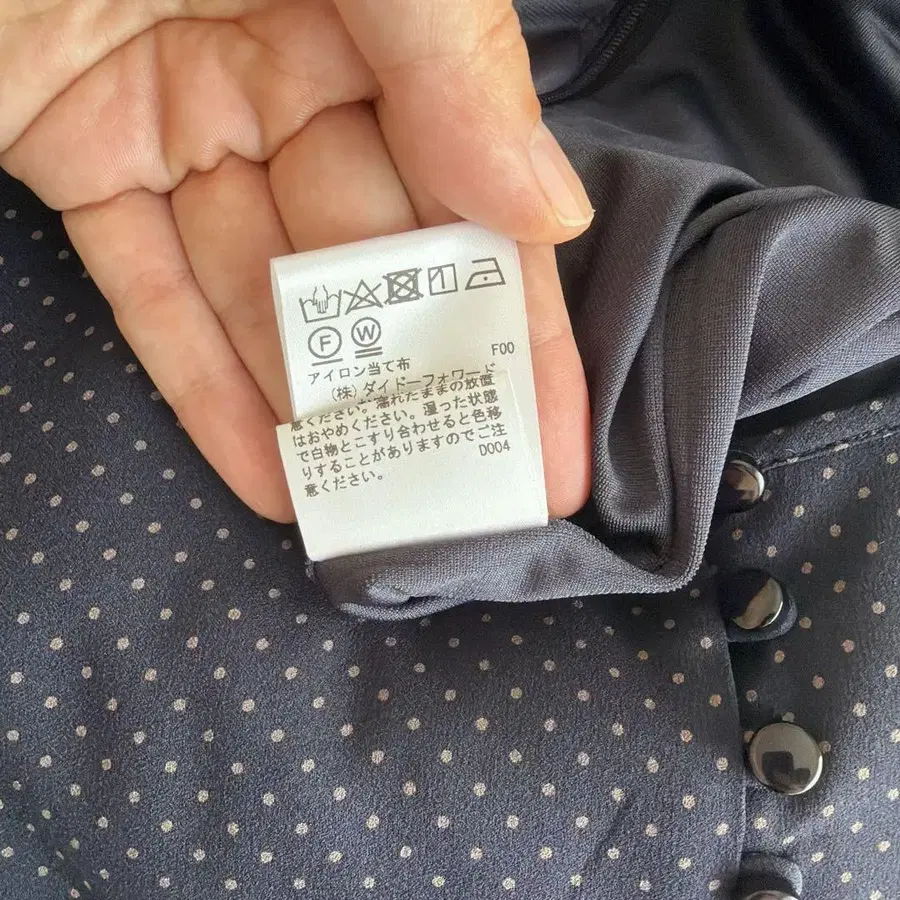 F W
アイロン当て布 F00
(株)ダイドーフォワード
意ください。濡れたままの放置
はおやめください。湿った状態
で白物とこすり合わせると色移
りすることがありますのでご注
意ください。 D004